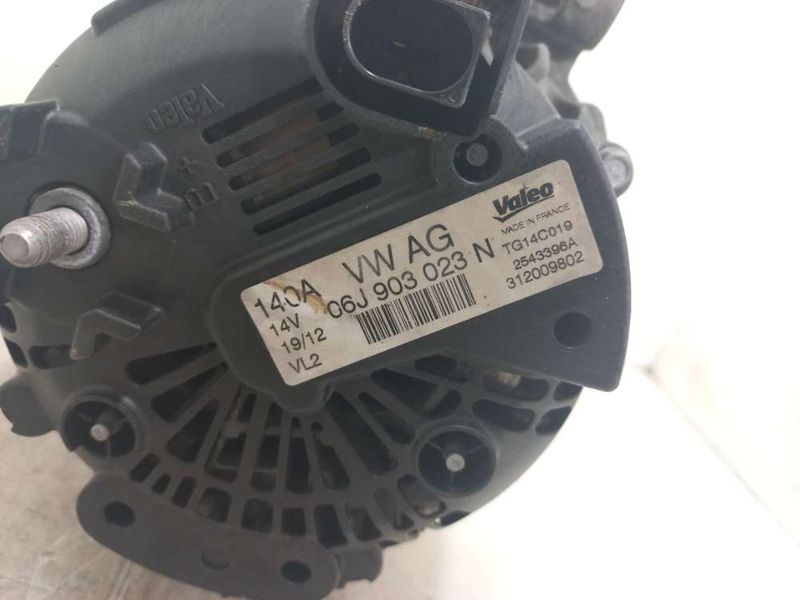 Valeo
B+
140A VW AG
14V 06J 903 023 N
19/12
VL2
Valeo
MADE IN FRANCE
TG14C019
2543396A
312009802